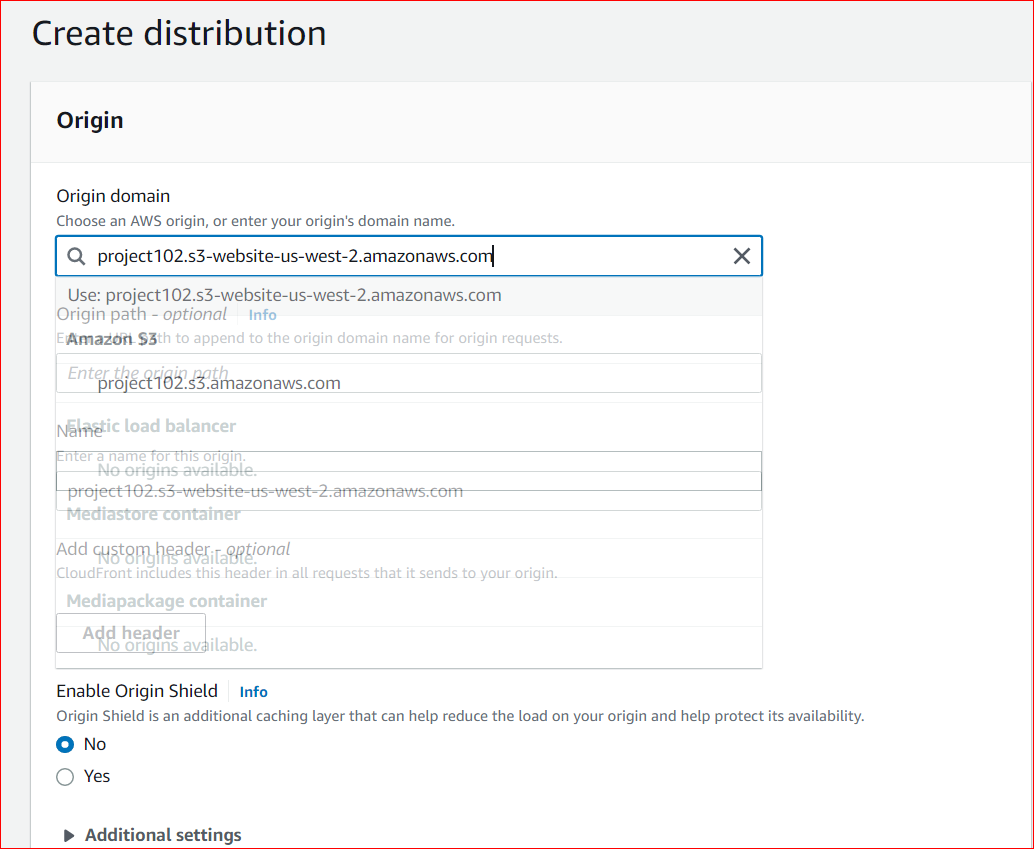 Create distribution
Origin
Origin domain
Choose an AWS origin, or enter your origin's domain name.
project102.s3-website-us-west-2.amazonaws.com
Use: project102.s3-website-us-west-2.amazonaws.com
Origin path - optional Info
Amazon S3
Enter a URL path to append to the origin domain name for origin requests.
Enter the origin path
project102.s3.amazonaws.com
Elastic load balancer
Name
Enter a name for this origin.
No origins available.
project102.s3-website-us-west-2.amazonaws.com
Mediastore container
Add custom header - optional
No origins available.
CloudFront includes this header in all requests that it sends to your origin.
Mediapackage container
Add header
No origins available.
Enable Origin Shield Info
Origin Shield is an additional caching layer that can help reduce the load on your origin and help protect its availability.
No
Yes
Additional settings